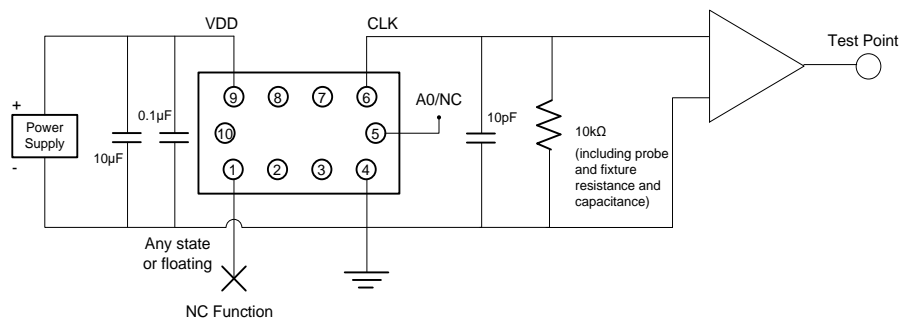 VDD
CLK
Test Point
+
Power
Supply
-
10µF
0.1µF
9
8
7
6
10
5
1
2
3
4
A0/NC
10pF
10kΩ
(including probe
and fixture
resistance and
capacitance)
Any state
or floating
NC Function